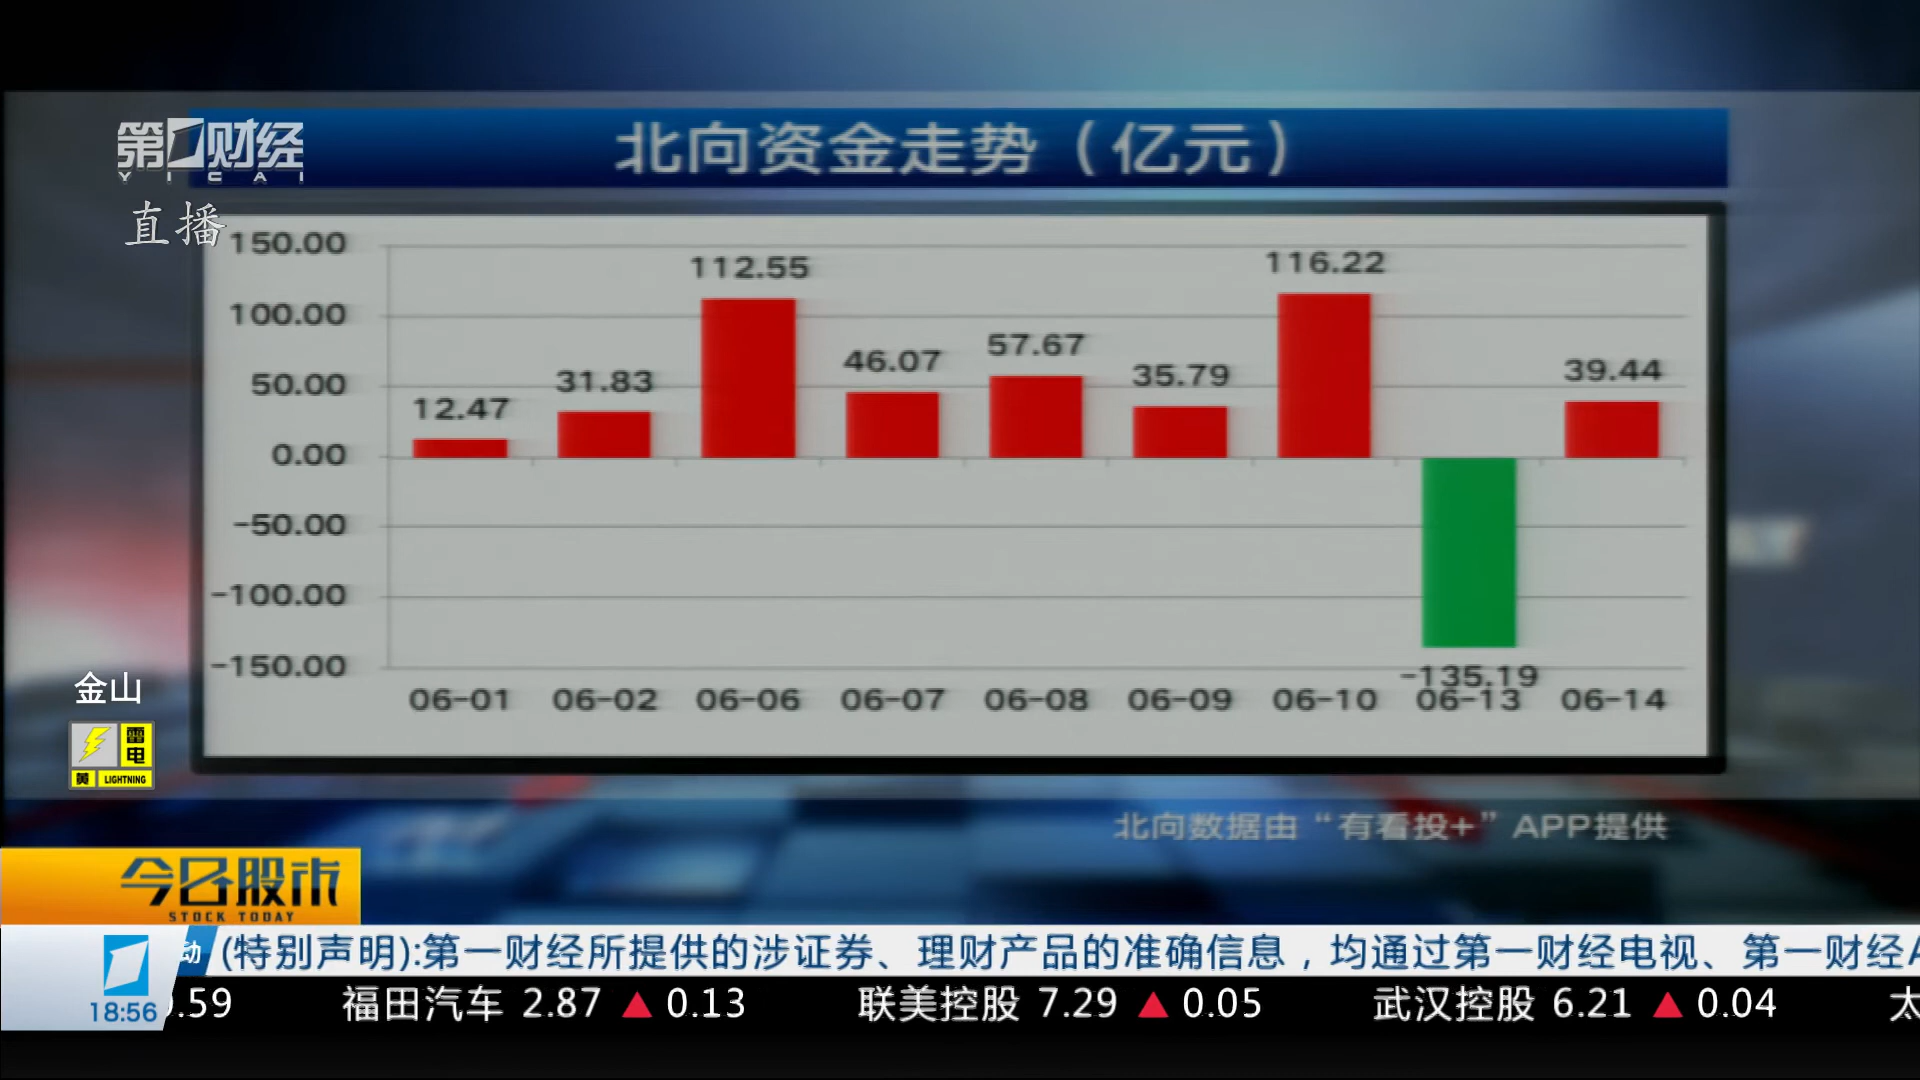 第一财经
YICAI
直播
北向资金走势（亿元）
150.00
100.00
50.00
0.00
-50.00
-100.00
-150.00
12.47
31.83
112.55
46.07
57.67
35.79
116.22
-135.19
39.44
06-01 06-02 06-06 06-07 06-08 06-09 06-10 06-13 06-14
金山
雷电
黄 LIGHTNING
北向数据由“有看投+”APP提供
今日股市
STOCK TODAY
动 (特别声明):第一财经所提供的涉证券、理财产品的准确信息，均通过第一财经电视、第一财经A
18:56
.59 福田汽车 2.87 ▲ 0.13 联美控股 7.29 ▲ 0.05 武汉控股 6.21 ▲ 0.04 太